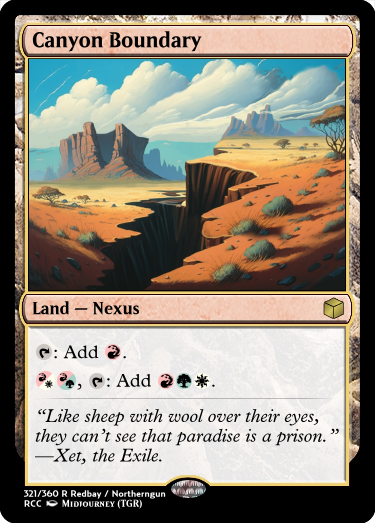 Canyon Boundary
Land — Nexus
: Add .
, : Add .
“Like sheep with wool over their eyes,
they can’t see that paradise is a prison.”
—Xet, the Exile.
321/360 R Redbay / Northerngun
RCC Midjourney (TGR)